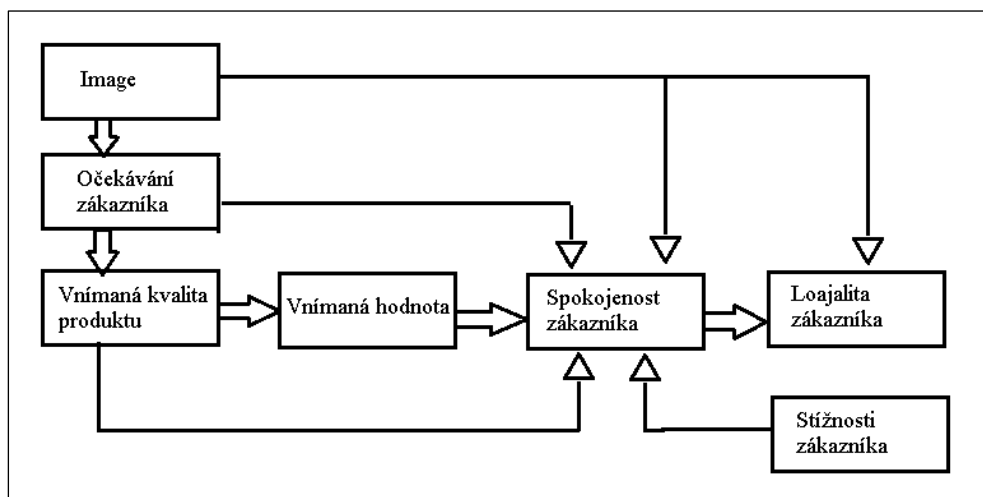 Image
Očekávání
zákazníka
Vnímaná kvalita
produktu
Vnímaná hodnota
Spokojenost
zákazníka
Loajalita
zákazníka
Stížnosti
zákazníka